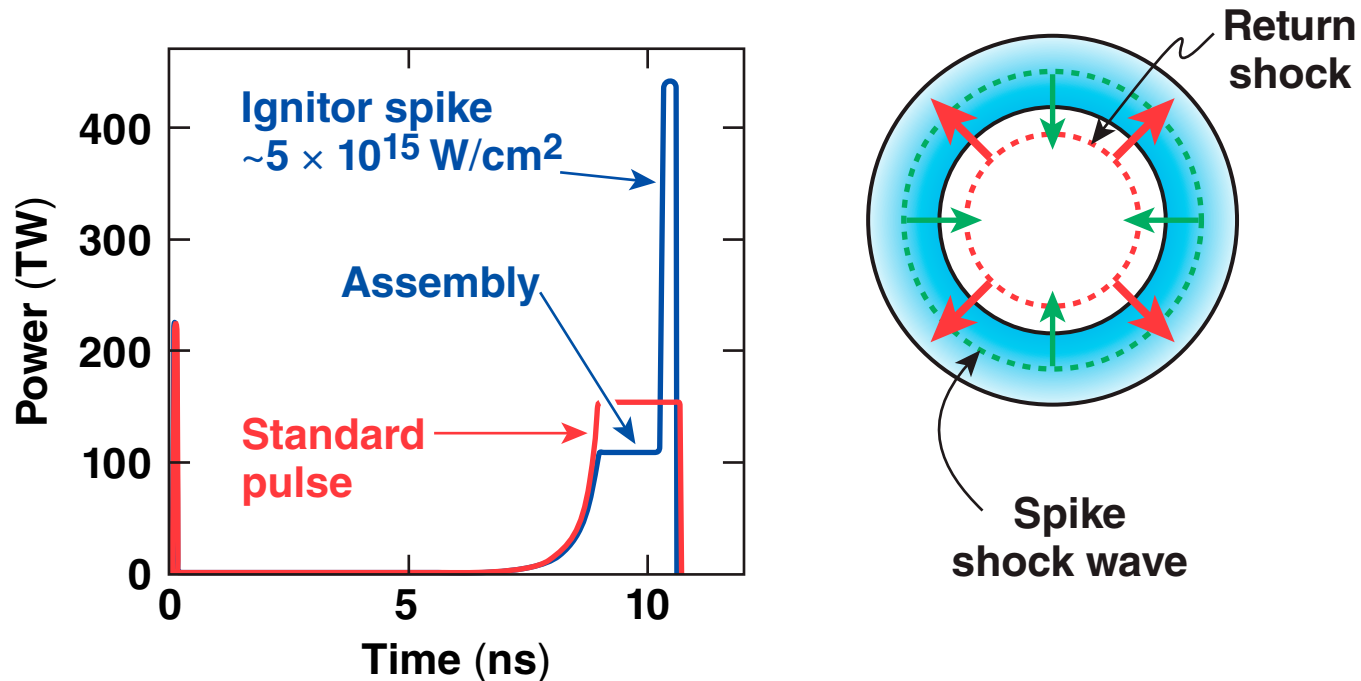 Power (TW)
400
300
200
100
0
0
5
10
Time (ns)
Ignitor spike
~5 × 10¹⁵ W/cm²
Assembly
Standard
pulse
Return
shock
Spike
shock wave